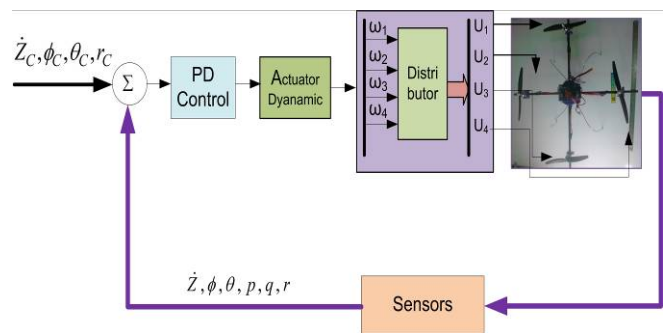 Ż_C, ϕ_C, θ_C, r_C
Σ
PD
Control
Actuator
Dyanamic
ω1
ω2
ω3
ω4
Distri
butor
U1
U2
U3
U4
Ż, ϕ, θ, p, q, r
Sensors